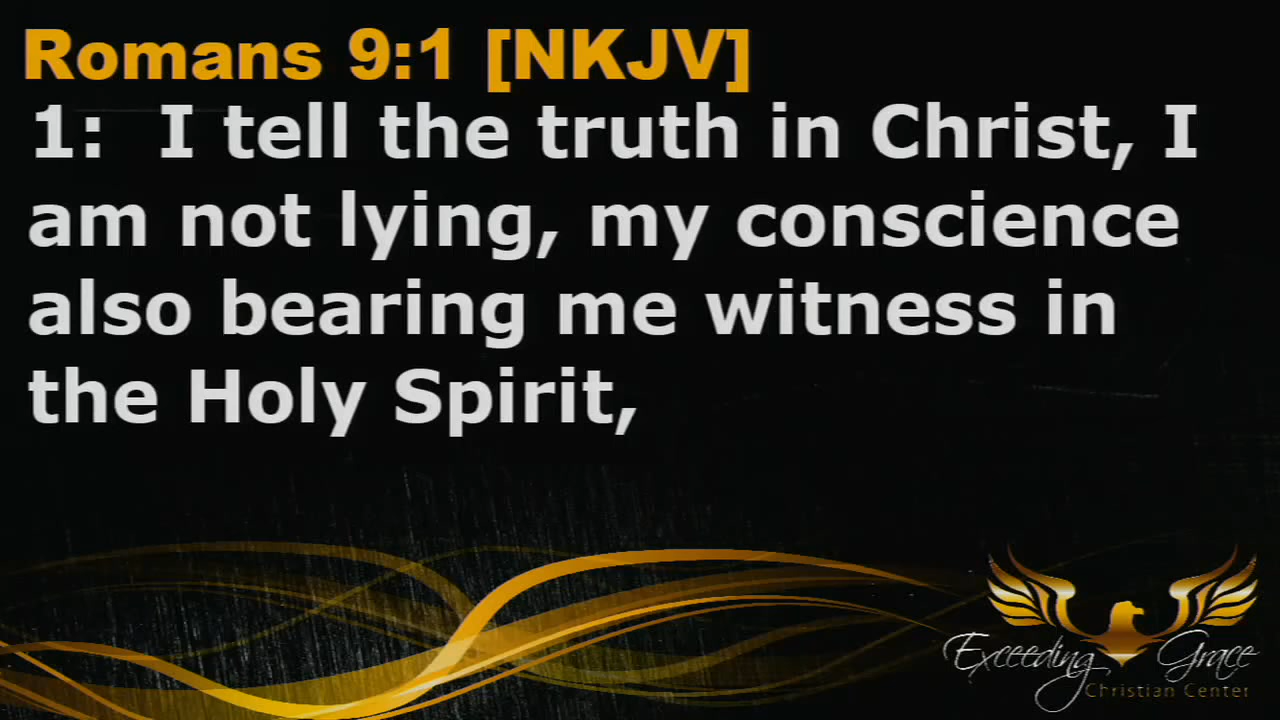 Romans 9:1 [NKJV]
1: I tell the truth in Christ, I
am not lying, my conscience
also bearing me witness in
the Holy Spirit,
Exceeding Grace
Christian Center